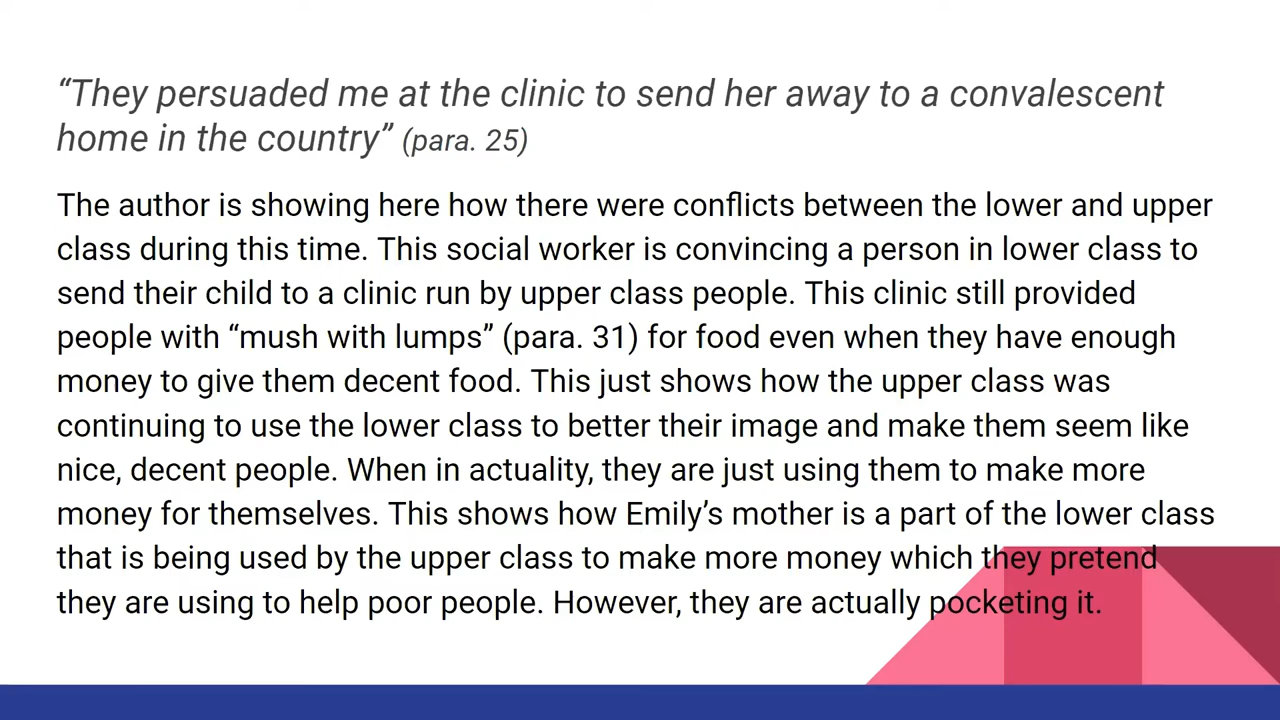 “They persuaded me at the clinic to send her away to a convalescent
home in the country” (para. 25)
The author is showing here how there were conflicts between the lower and upper
class during this time. This social worker is convincing a person in lower class to
send their child to a clinic run by upper class people. This clinic still provided
people with “mush with lumps” (para. 31) for food even when they have enough
money to give them decent food. This just shows how the upper class was
continuing to use the lower class to better their image and make them seem like
nice, decent people. When in actuality, they are just using them to make more
money for themselves. This shows how Emily’s mother is a part of the lower class
that is being used by the upper class to make more money which they pretend
they are using to help poor people. However, they are actually pocketing it.